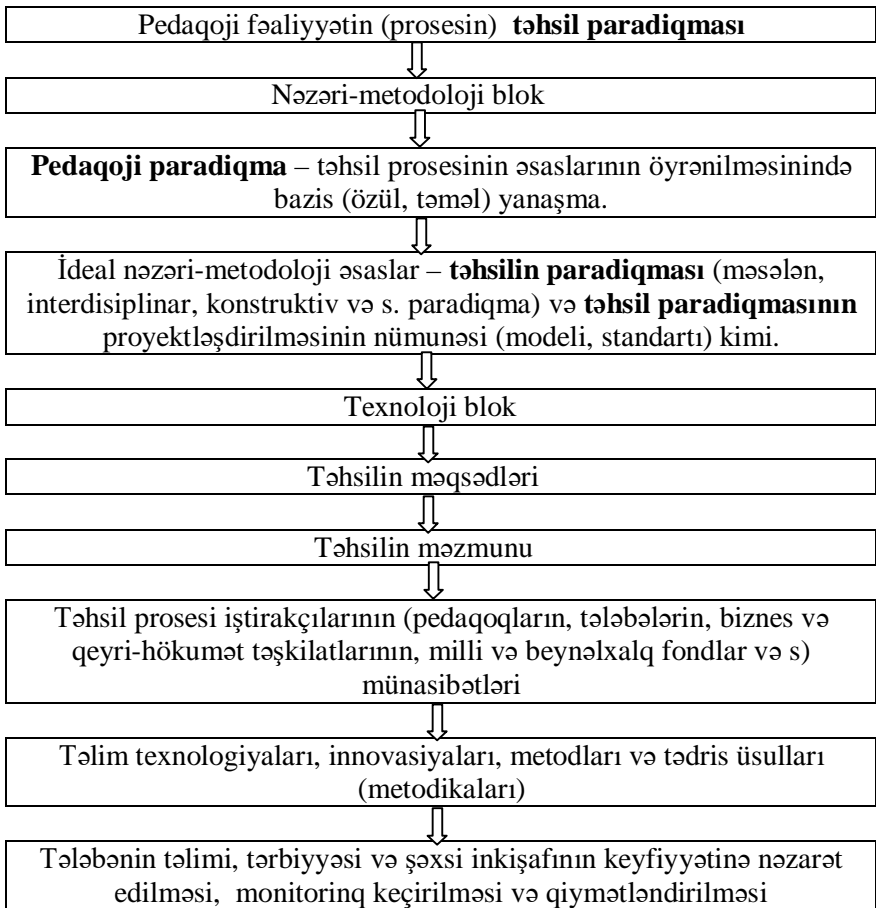 Pedaqoji fəaliyyətin (prosesin) təhsil paradiqması
Nəzəri-metodoloji blok
Pedaqoji paradiqma – təhsil prosesinin əsaslarının öyrənilməsinində
bazis (özül, təməl) yanaşma.
İdeal nəzəri-metodoloji əsaslar – təhsilin paradiqması (məsələn,
interdisiplinar, konstruktiv və s. paradiqma) və təhsil paradiqmasının
proyektləşdirilməsinin nümunəsi (modeli, standartı) kimi.
Texnoloji blok
Təhsilin məqsədləri
Təhsilin məzmunu
Təhsil prosesi iştirakçılarının (pedaqoqların, tələbələrin, biznes və
qeyri-hökumət təşkilatlarının, milli və beynəlxalq fondlar və s)
münasibətləri
Təlim texnologiyaları, innovasiyaları, metodları və tədris üsulları
(metodikaları)
Tələbənin təlimi, tərbiyyəsi və şəxsi inkişafının keyfiyyətinə nəzarət
edilməsi, monitorinq keçirilməsi və qiymətləndirilməsi